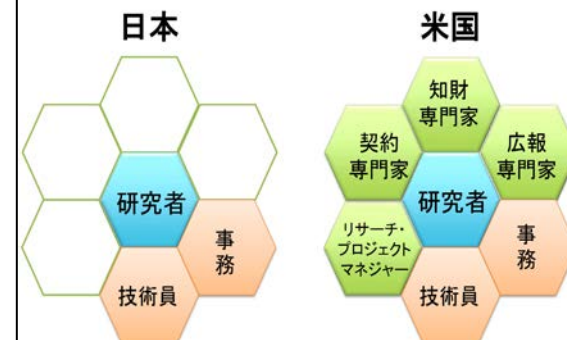 日本
研究者
事
務
技術員
米国
知財
専門家
契約
専門家
広報
専門家
研究者
リサーチ・
プロジェクト
マネジャー
事
務
技術員